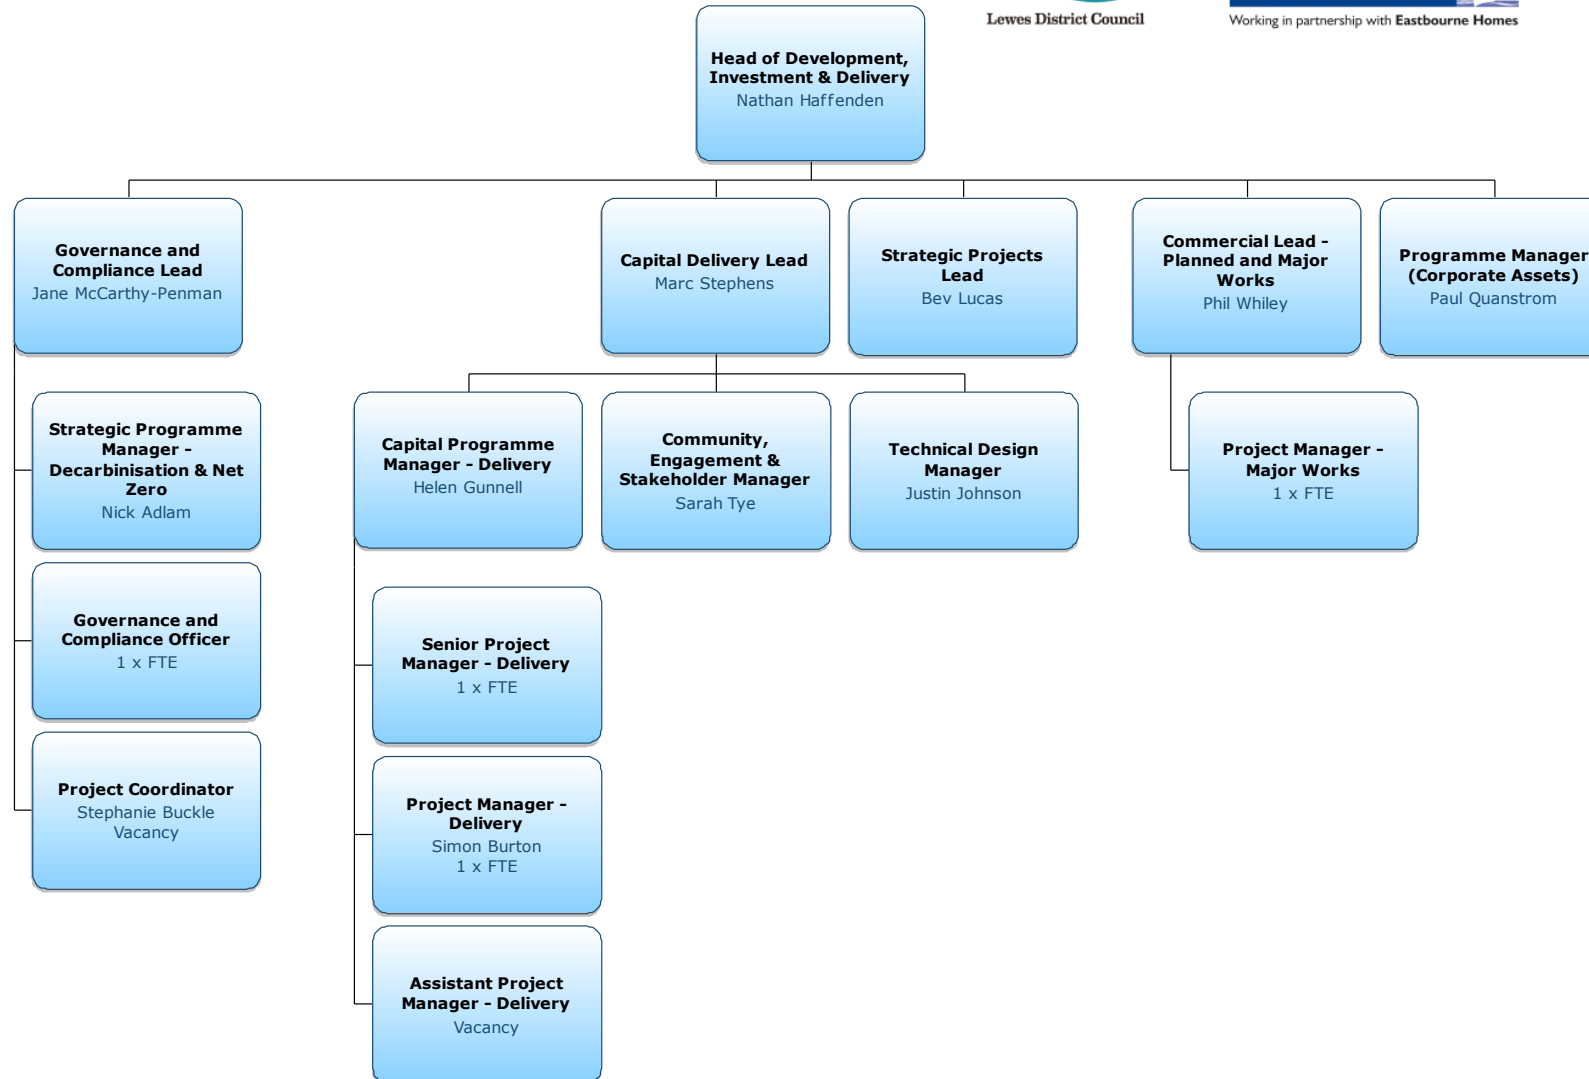 Lewes District Council
Working in partnership with Eastbourne Homes
Head of Development,
Investment & Delivery
Nathan Haffenden
Governance and
Compliance Lead
Jane McCarthy-Penman
Capital Delivery Lead
Marc Stephens
Strategic Projects
Lead
Bev Lucas
Commercial Lead -
Planned and Major
Works
Phil Whiley
Programme Manager
(Corporate Assets)
Paul Quanstrom
Strategic Programme
Manager -
Decarbinisation & Net
Zero
Nick Adlam
Capital Programme
Manager - Delivery
Helen Gunnell
Community,
Engagement &
Stakeholder Manager
Sarah Tye
Technical Design
Manager
Justin Johnson
Project Manager -
Major Works
1 x FTE
Governance and
Compliance Officer
1 x FTE
Senior Project
Manager - Delivery
1 x FTE
Project Coordinator
Stephanie Buckle
Vacancy
Project Manager -
Delivery
Simon Burton
1 x FTE
Assistant Project
Manager - Delivery
Vacancy